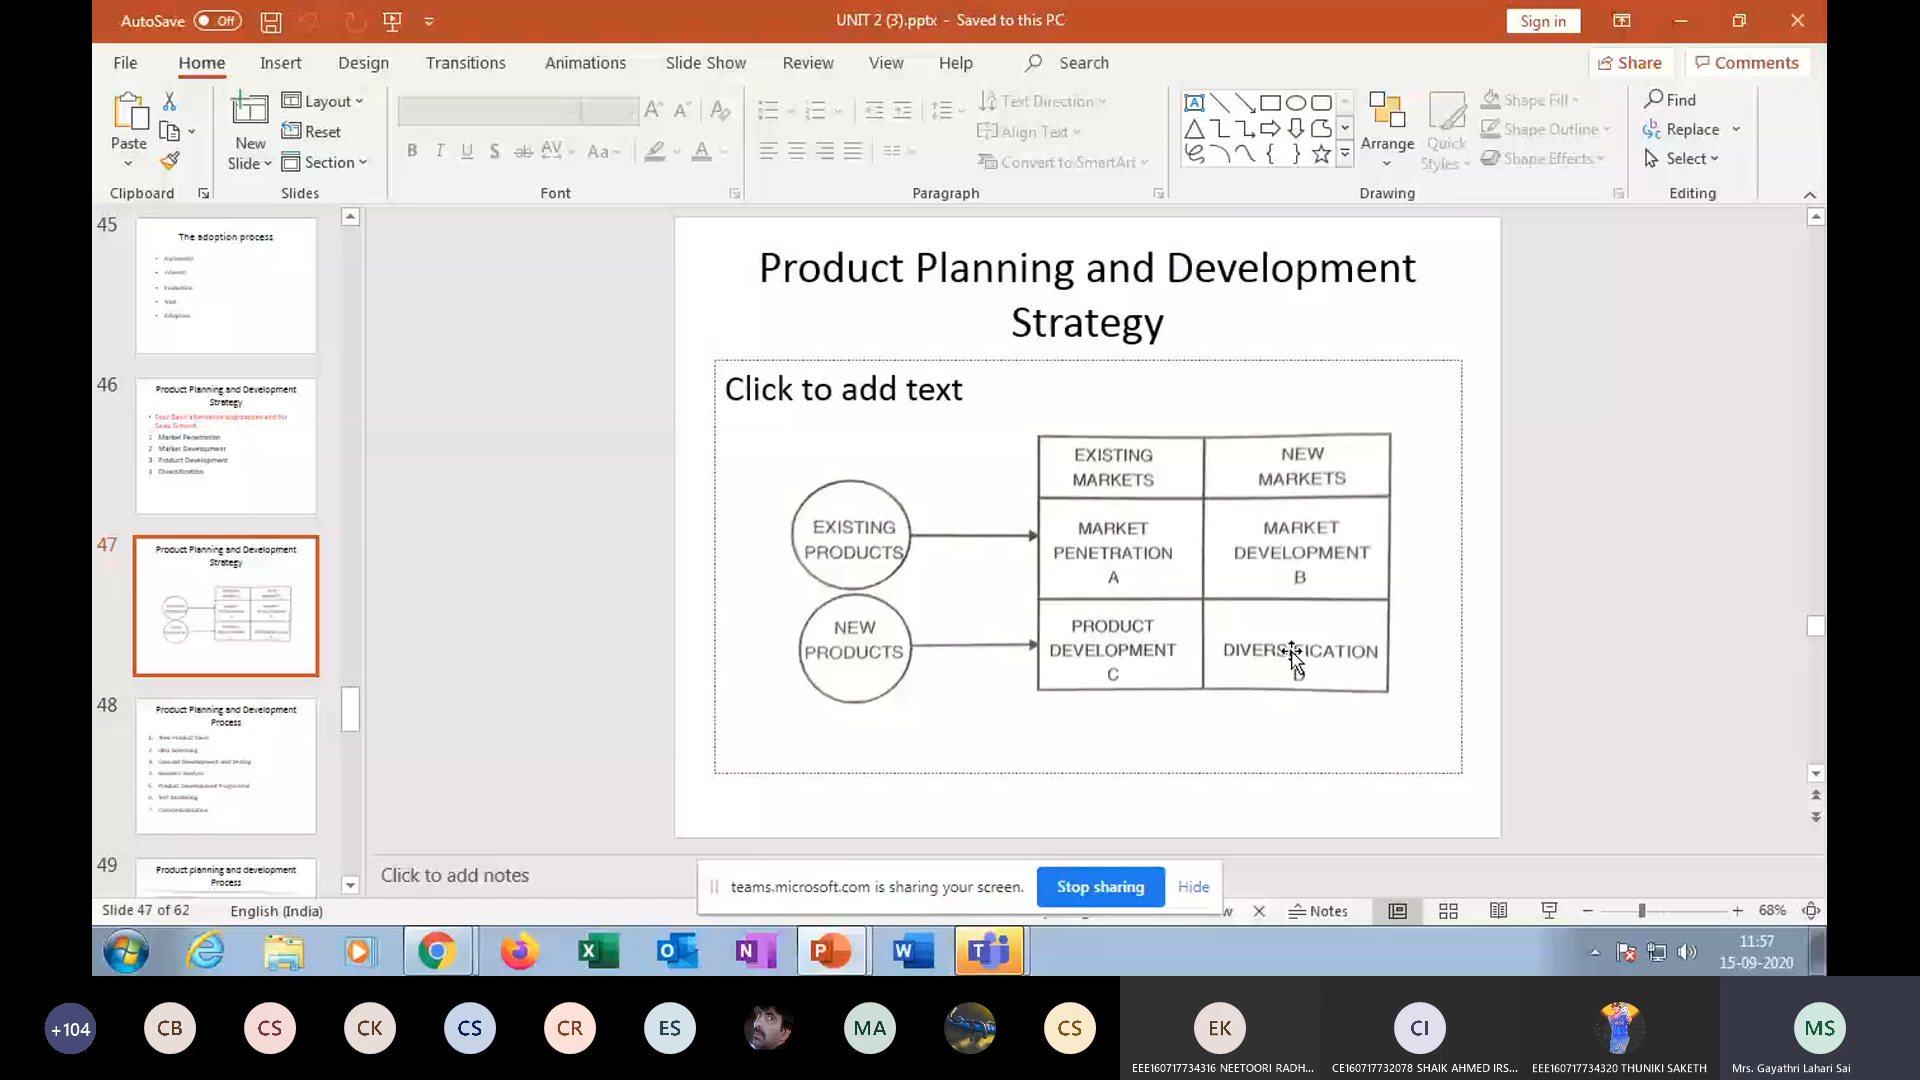 AutoSave Off
UNIT 2 (3).pptx - Saved to this PC
Sign in
File Home Insert Design Transitions Animations Slide Show Review View Help Search Share Comments
Paste
New Slide
Layout
Reset
Section
Text Direction
Align Text
Convert to SmartArt
Arrange
Quick Styles
Shape Fill
Shape Outline
Shape Effects
Find
Replace
Select
Clipboard Slides Font Paragraph Drawing Editing
45
The adoption process
46
Product Planning and Development
Strategy
Market Penetration
Market Development
Product Development
Diversification
47
Product Planning and Development
Strategy
48
Product Planning and Development
Process
49
Product planning and development
Process
Product Planning and Development
Strategy
Click to add text
EXISTING
MARKETS
NEW
MARKETS
EXISTING
PRODUCTS
MARKET
PENETRATION
A
MARKET
DEVELOPMENT
B
NEW
PRODUCTS
PRODUCT
DEVELOPMENT
C
DIVERSIFICATION
D
Click to add notes
teams.microsoft.com is sharing your screen. Stop sharing Hide
Slide 47 of 62 English (India)
Notes
68%
11:57
15-09-2020
+104 CB CS CK CS CR ES MA CS EK CI MS
EEE160717734316 NEETOORI RADH... CE160717732078 SHAIK AHMED IRS... EEE160717734320 THUNIKI SAKETH Mrs. Gayathri Lahari Sai